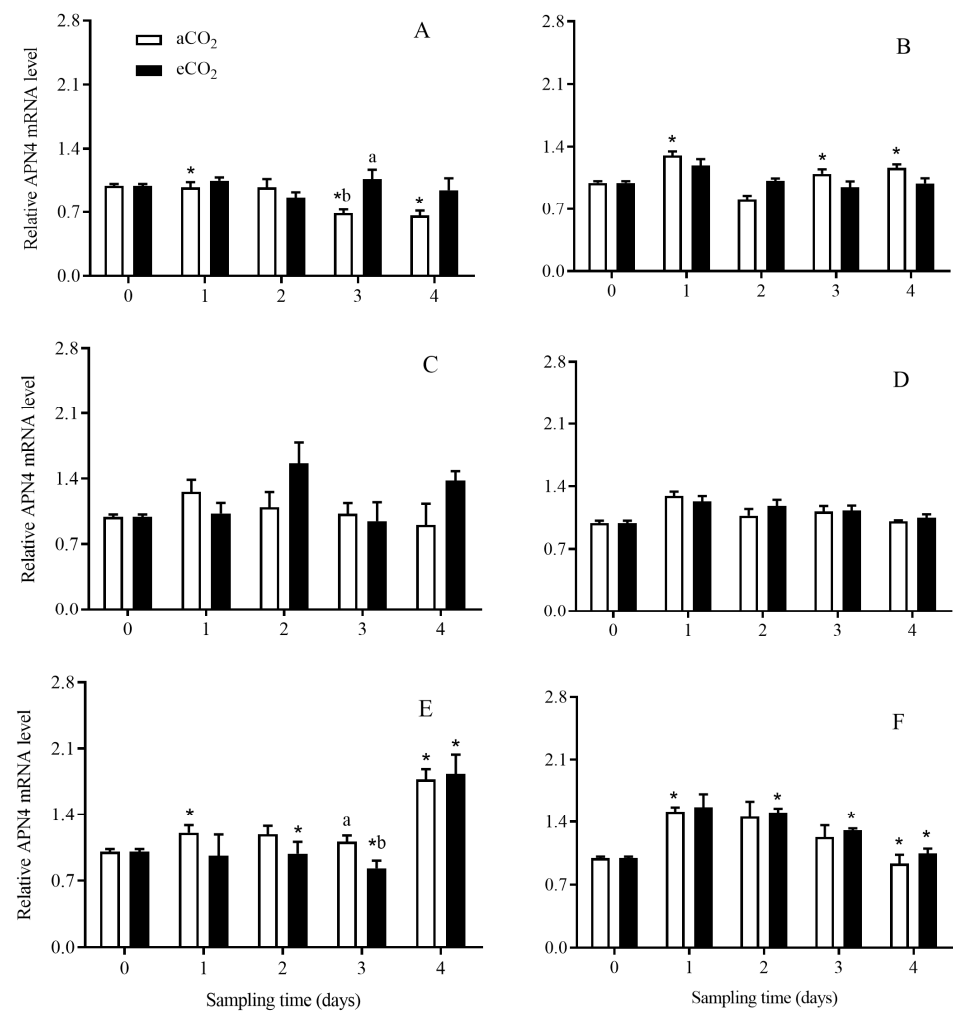 A
aCO2
eCO2
Relative APN4 mRNA level
2.8
2.1
1.4
0.7
0.0
*
*b
a
*
0 1 2 3 4
B
2.8
2.1
1.4
0.7
0.0
*
*
*
0 1 2 3 4
C
Relative APN4 mRNA level
2.8
2.1
1.4
0.7
0.0
0 1 2 3 4
D
2.8
2.1
1.4
0.7
0.0
0 1 2 3 4
E
Relative APN4 mRNA level
2.8
2.1
1.4
0.7
0.0
*
*
a
*b
*
*
0 1 2 3 4
Sampling time (days)
F
2.8
2.1
1.4
0.7
0.0
*
*
*
*
*
0 1 2 3 4
Sampling time (days)